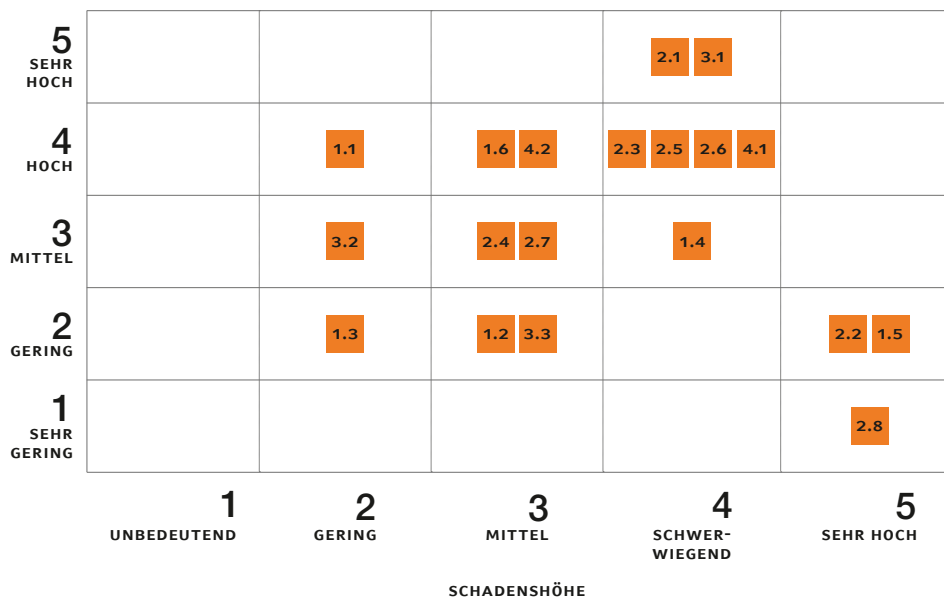 5
SEHR
HOCH
2.1 3.1
4
HOCH
1.1 1.6 4.2 2.3 2.5 2.6 4.1
3
MITTEL
3.2 2.4 2.7 1.4
2
GERING
1.3 1.2 3.3 2.2 1.5
1
SEHR
GERING
2.8
1
UNBEDEUTEND
2
GERING
3
MITTEL
4
SCHWER-
WIEGEND
5
SEHR HOCH
SCHADENSHÖHE